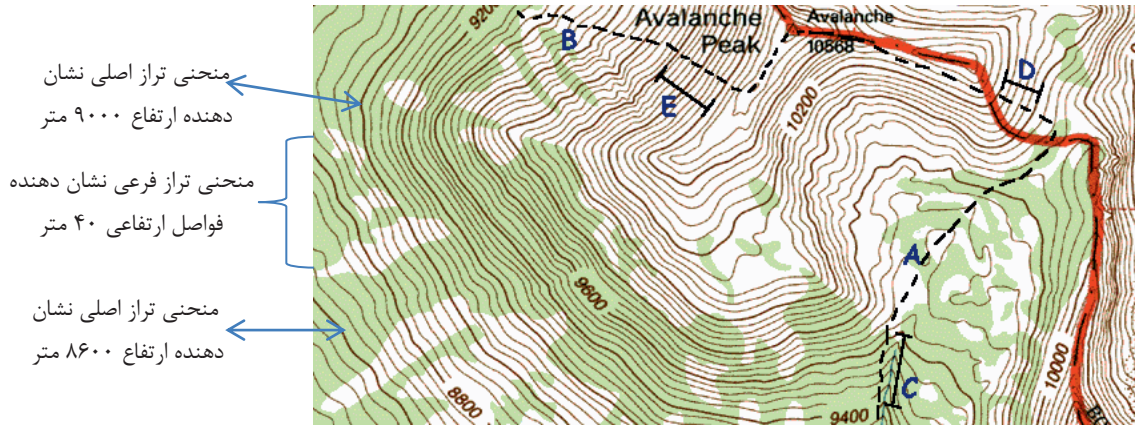 منحنی تراز اصلی نشان
دهنده ارتفاع ۹۰۰۰ متر
منحنی تراز فرعی نشان دهنده
فواصل ارتفاعی ۴۰ متر
منحنی تراز اصلی نشان
دهنده ارتفاع ۸۶۰۰ متر
9200
B
Avalanche
Peak
Avalanche
10568
D
E
10200
A
9600
C
8800
9400
10000